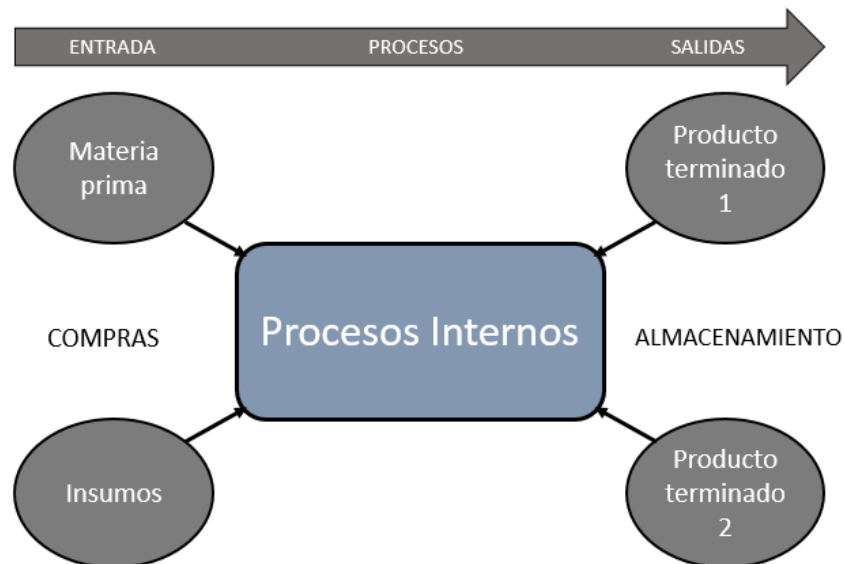 ENTRADA PROCESOS SALIDAS
Materia
prima
Producto
terminado
1
COMPRAS
Procesos Internos
ALMACENAMIENTO
Insumos
Producto
terminado
2